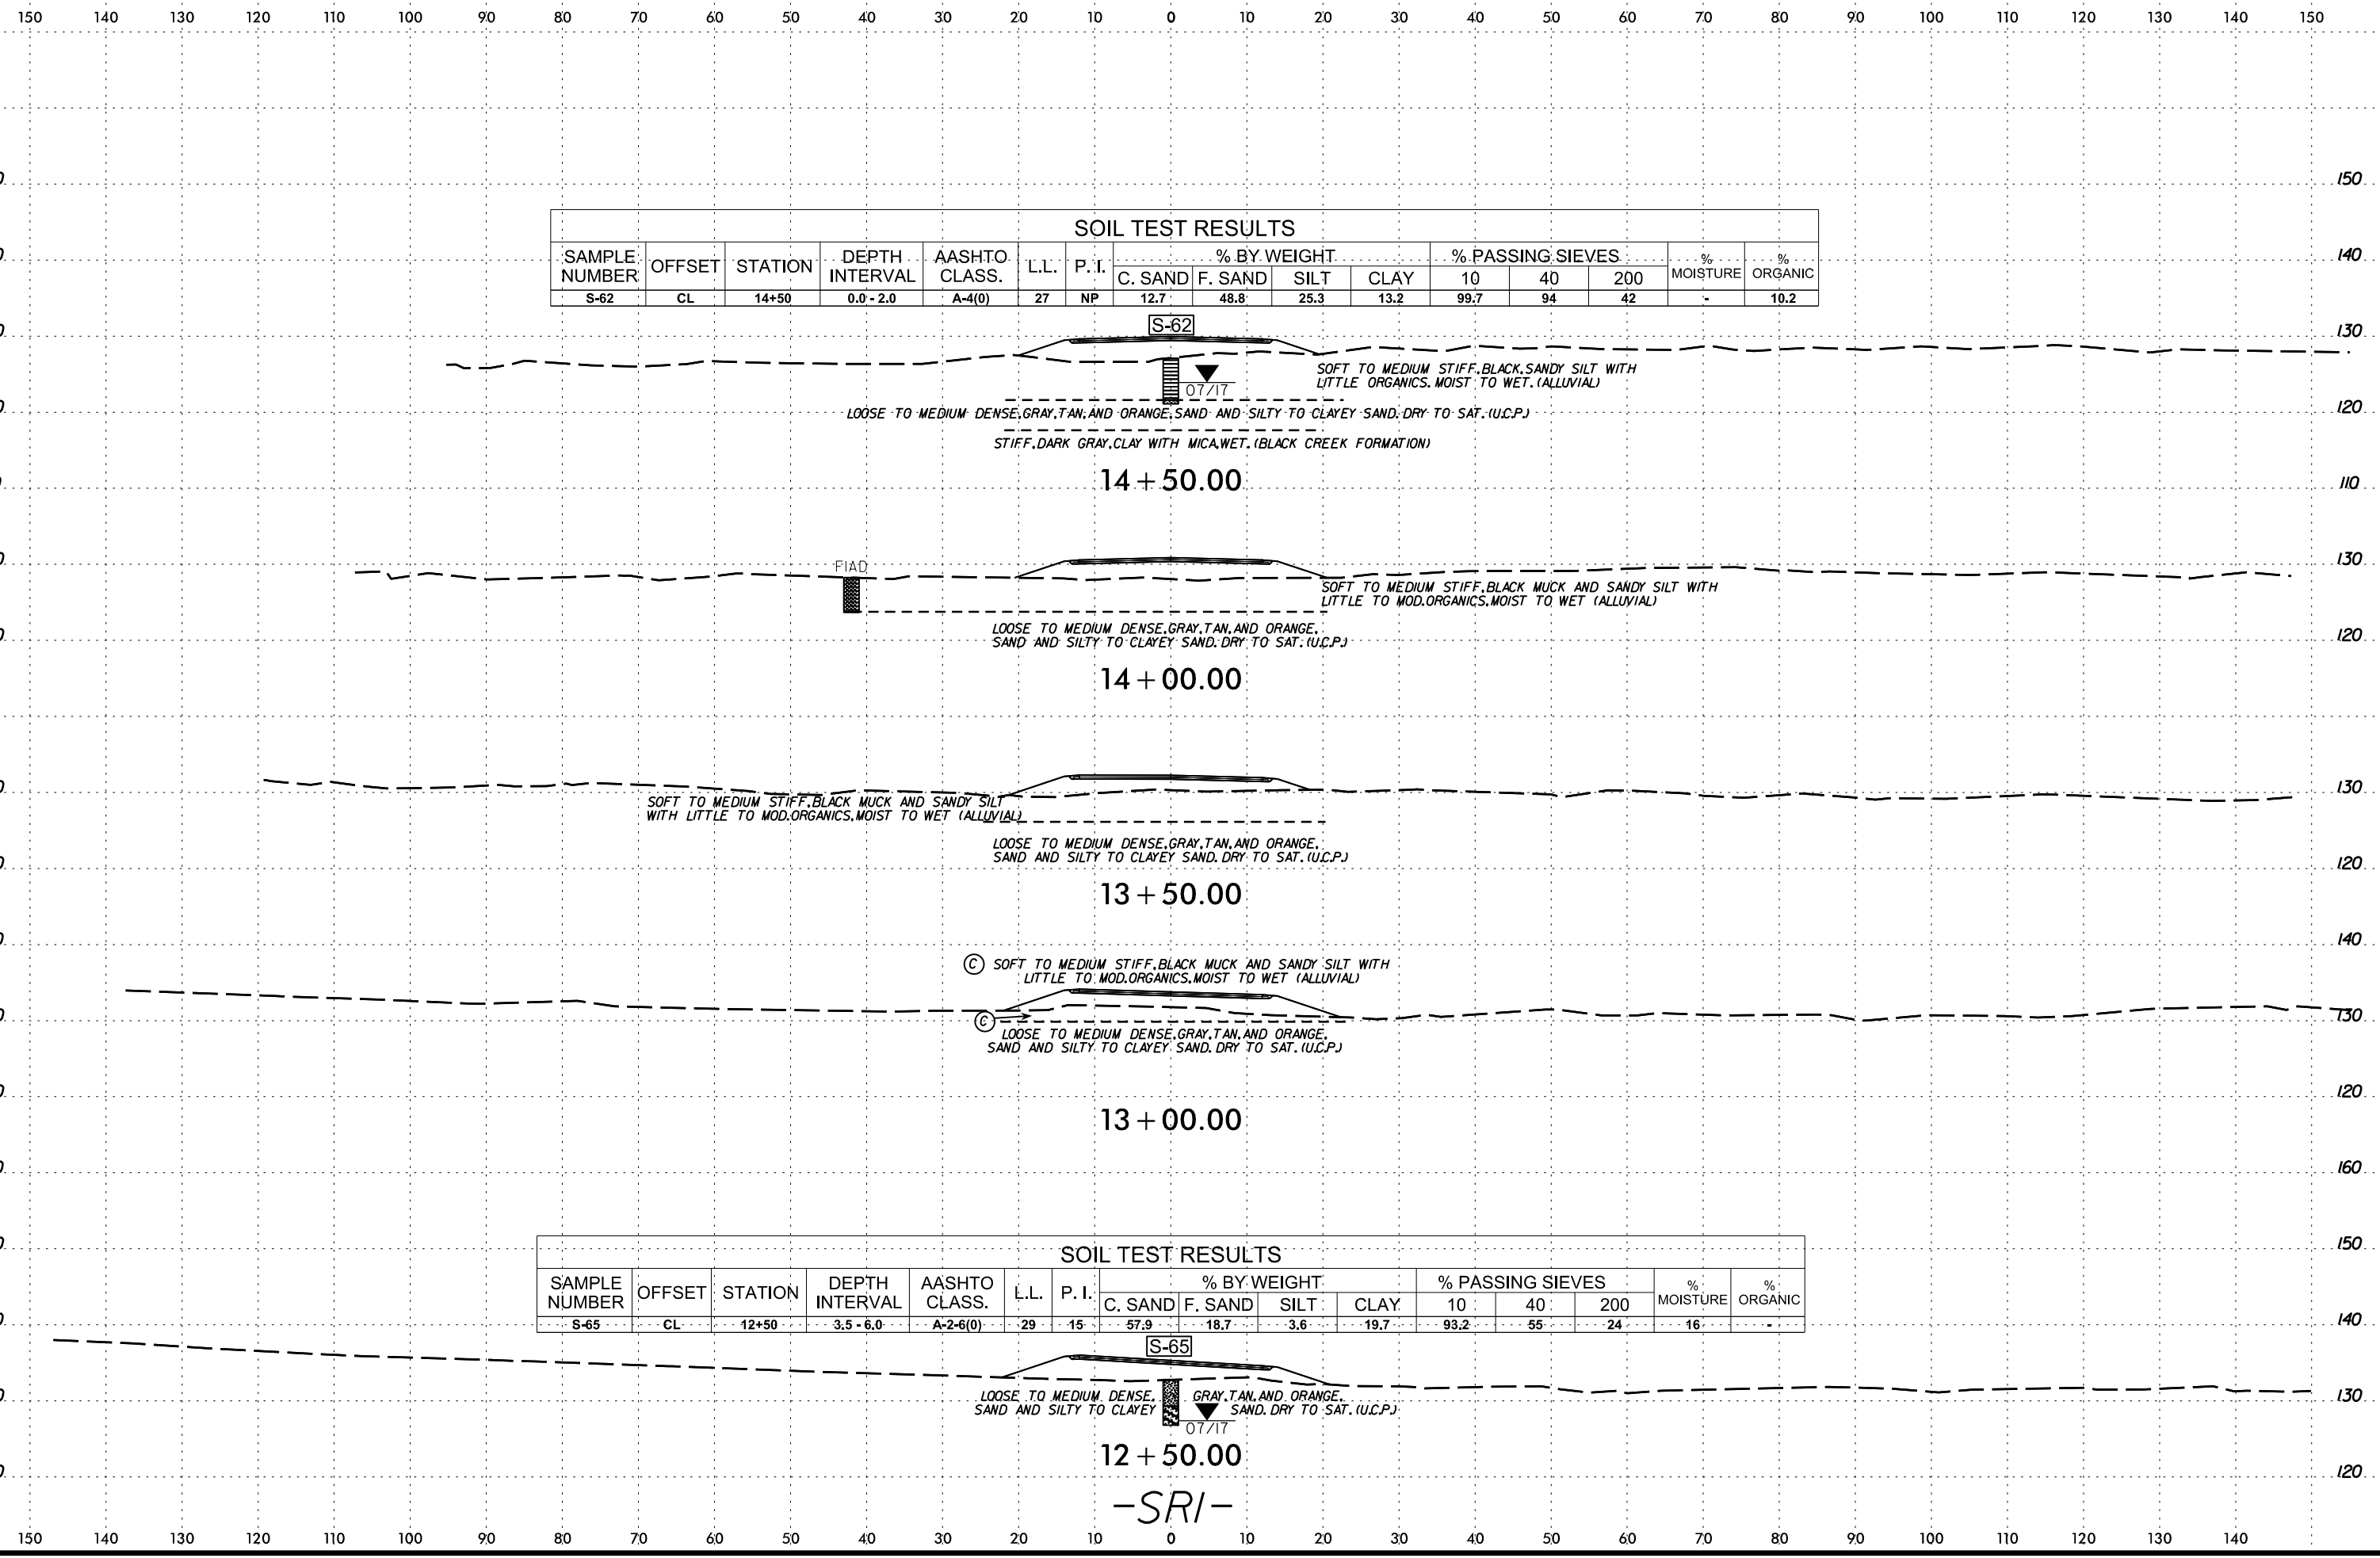 150 140 130 120 110 100 90 80 70 60 50 40 30 20 10 0 10 20 30 40 50 60 70 80 90 100 110 120 130 140 150
150
SOIL TEST RESULTS
SAMPLE NUMBER OFFSET STATION DEPTH INTERVAL AASHTO CLASS. L.L. P. I. % BY WEIGHT % PASSING SIEVES % MOISTURE % ORGANIC
C. SAND F. SAND SILT CLAY 10 40 200
S-62 CL 14+50 0.0 - 2.0 A-4(0) 27 NP 12.7 48.8 25.3 13.2 99.7 94 42 - 10.2
140
S-62
130
SOFT TO MEDIUM STIFF, BLACK, SANDY SILT WITH
LITTLE ORGANICS, MOIST TO WET. (ALLUVIAL)
07/17
LOOSE TO MEDIUM DENSE, GRAY, TAN, AND ORANGE, SAND AND SILTY TO CLAYEY SAND. DRY TO SAT. (U.C.P.)
120
STIFF, DARK GRAY, CLAY WITH MICA, WET. (BLACK CREEK FORMATION)
14+50.00
110
130
FIAD
SOFT TO MEDIUM STIFF, BLACK MUCK AND SANDY SILT WITH
LITTLE TO MOD. ORGANICS, MOIST TO WET (ALLUVIAL)
LOOSE TO MEDIUM DENSE, GRAY, TAN, AND ORANGE,
SAND AND SILTY TO CLAYEY SAND. DRY TO SAT. (U.C.P.)
120
14+00.00
130
SOFT TO MEDIUM STIFF, BLACK MUCK AND SANDY SILT
WITH LITTLE TO MOD. ORGANICS, MOIST TO WET (ALLUVIAL)
LOOSE TO MEDIUM DENSE, GRAY, TAN, AND ORANGE,
SAND AND SILTY TO CLAYEY SAND. DRY TO SAT. (U.C.P.)
120
13+50.00
140
C SOFT TO MEDIUM STIFF, BLACK MUCK AND SANDY SILT WITH
LITTLE TO MOD. ORGANICS, MOIST TO WET (ALLUVIAL)
130
C
LOOSE TO MEDIUM DENSE, GRAY, TAN, AND ORANGE,
SAND AND SILTY TO CLAYEY SAND. DRY TO SAT. (U.C.P.)
120
13+00.00
160
150
SOIL TEST RESULTS
SAMPLE NUMBER OFFSET STATION DEPTH INTERVAL AASHTO CLASS. L.L. P. I. % BY WEIGHT % PASSING SIEVES % MOISTURE % ORGANIC
C. SAND F. SAND SILT CLAY 10 40 200
S-65 CL 12+50 3.5 - 6.0 A-2-6(0) 29 15 57.9 18.7 3.6 19.7 93.2 55 24 16 -
140
S-65
LOOSE TO MEDIUM DENSE, GRAY, TAN, AND ORANGE,
SAND AND SILTY TO CLAYEY SAND. DRY TO SAT. (U.C.P.)
130
07/17
12+50.00
120
-SR1-
150 140 130 120 110 100 90 80 70 60 50 40 30 20 10 0 10 20 30 40 50 60 70 80 90 100 110 120 130 140